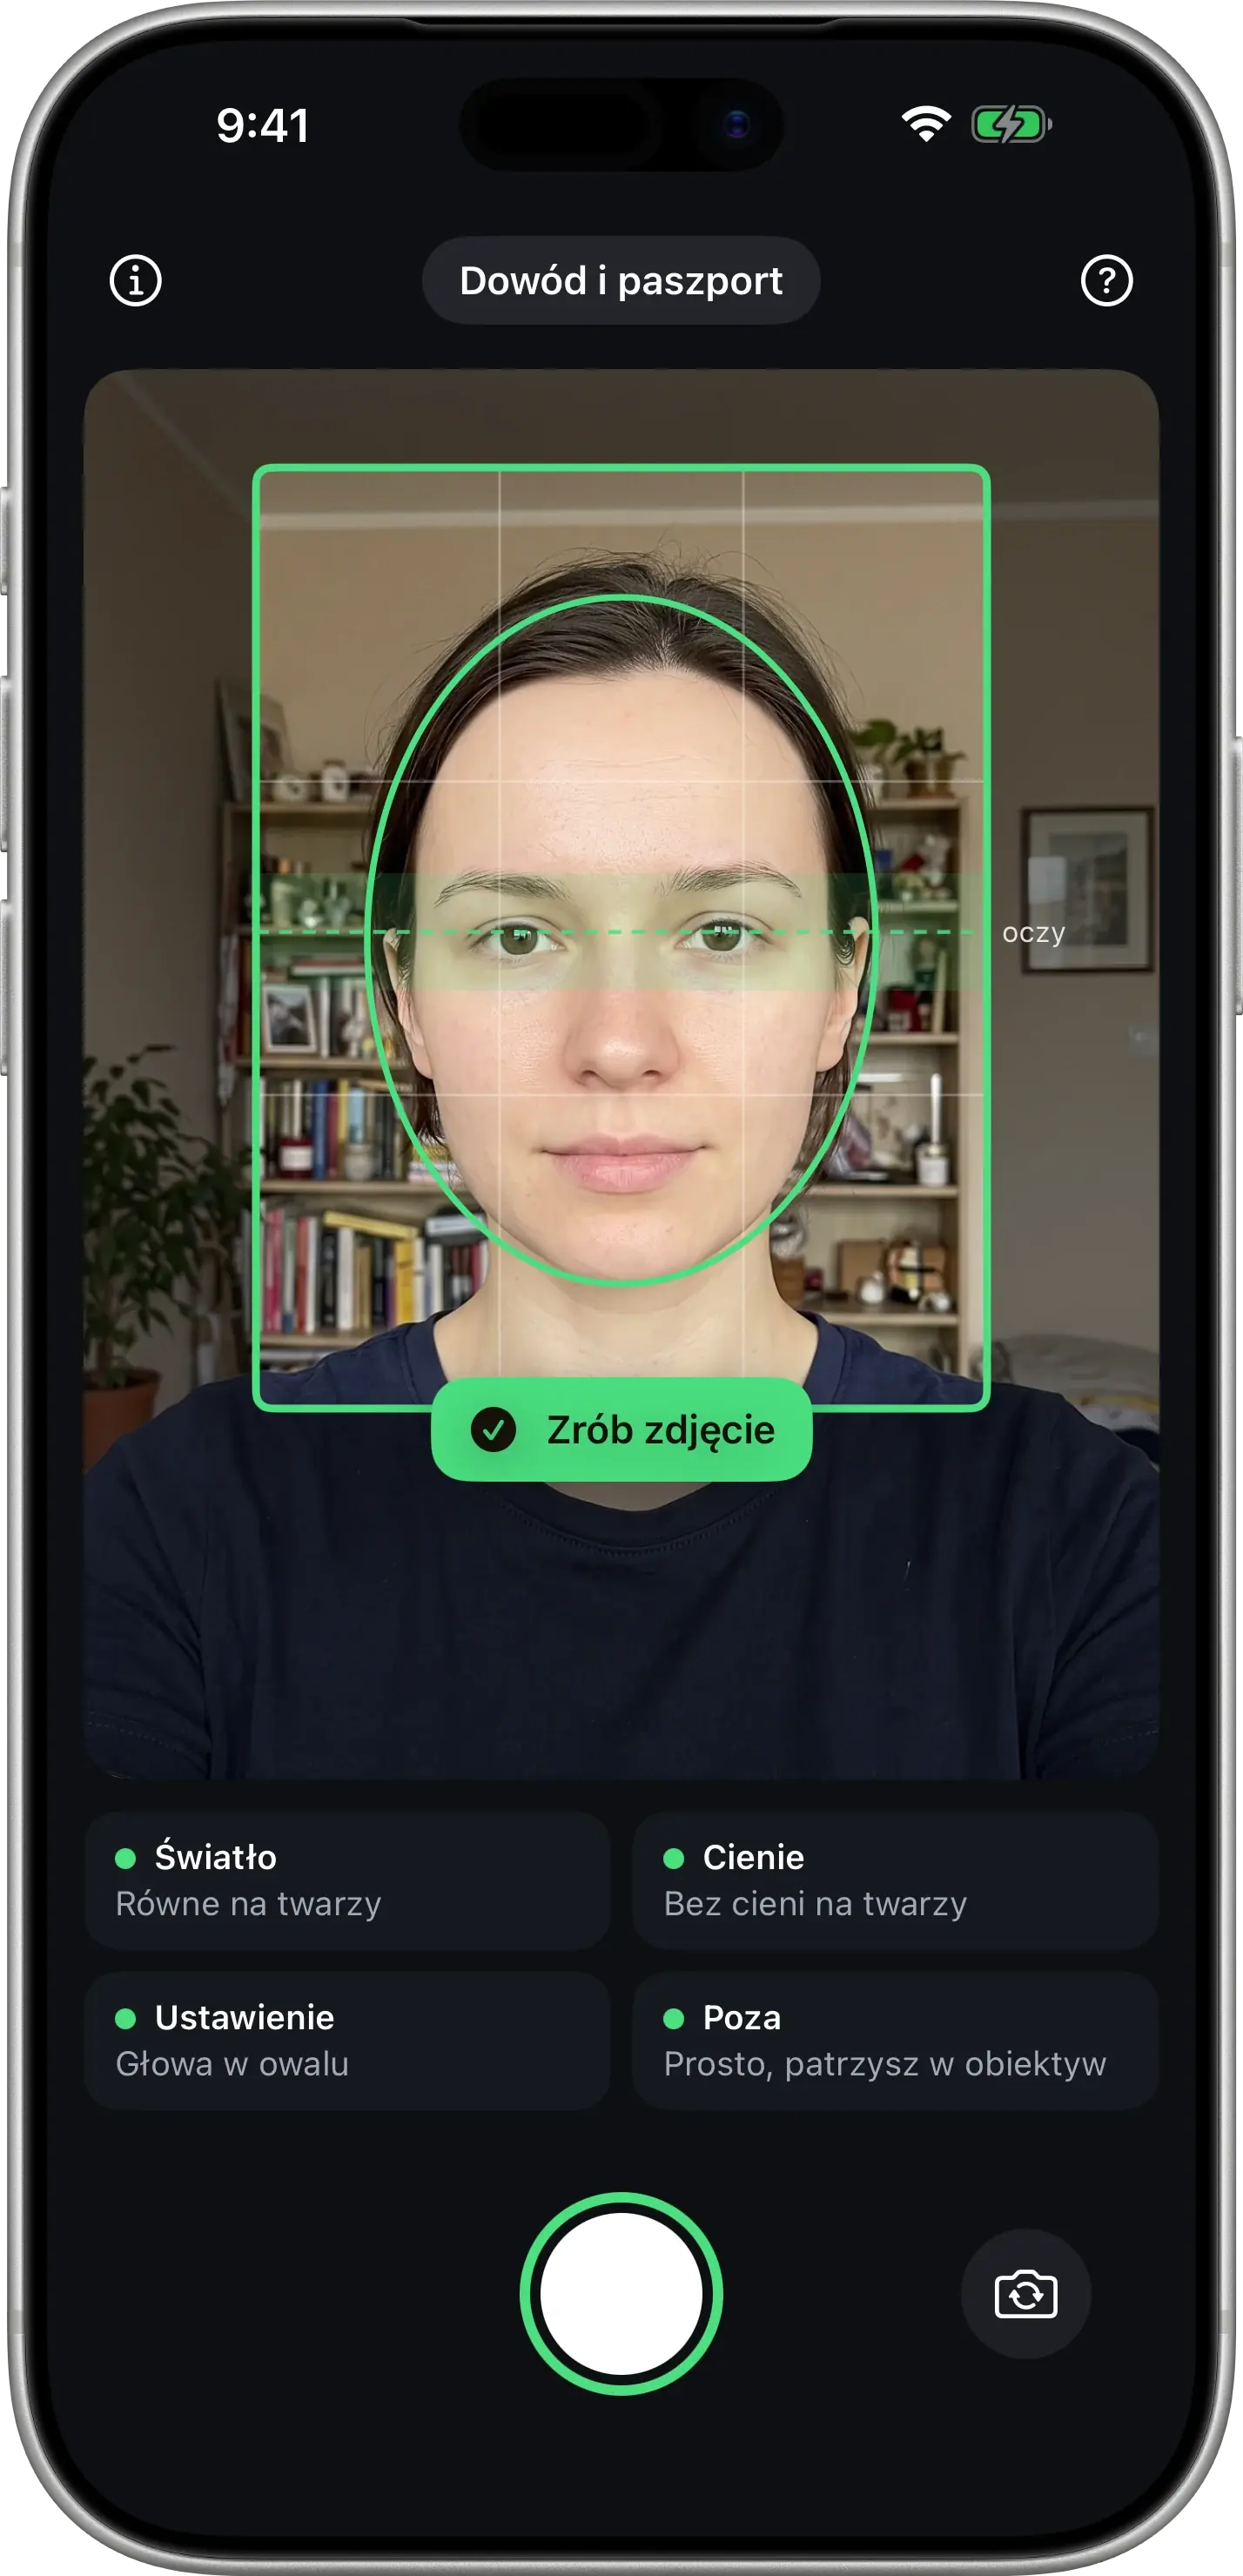 9:41
Dowód i paszport
oczy
Zrób zdjęcie
Światło
Równe na twarzy
Cienie
Bez cieni na twarzy
Ustawienie
Głowa w owalu
Poza
Prosto, patrzysz w obiektyw